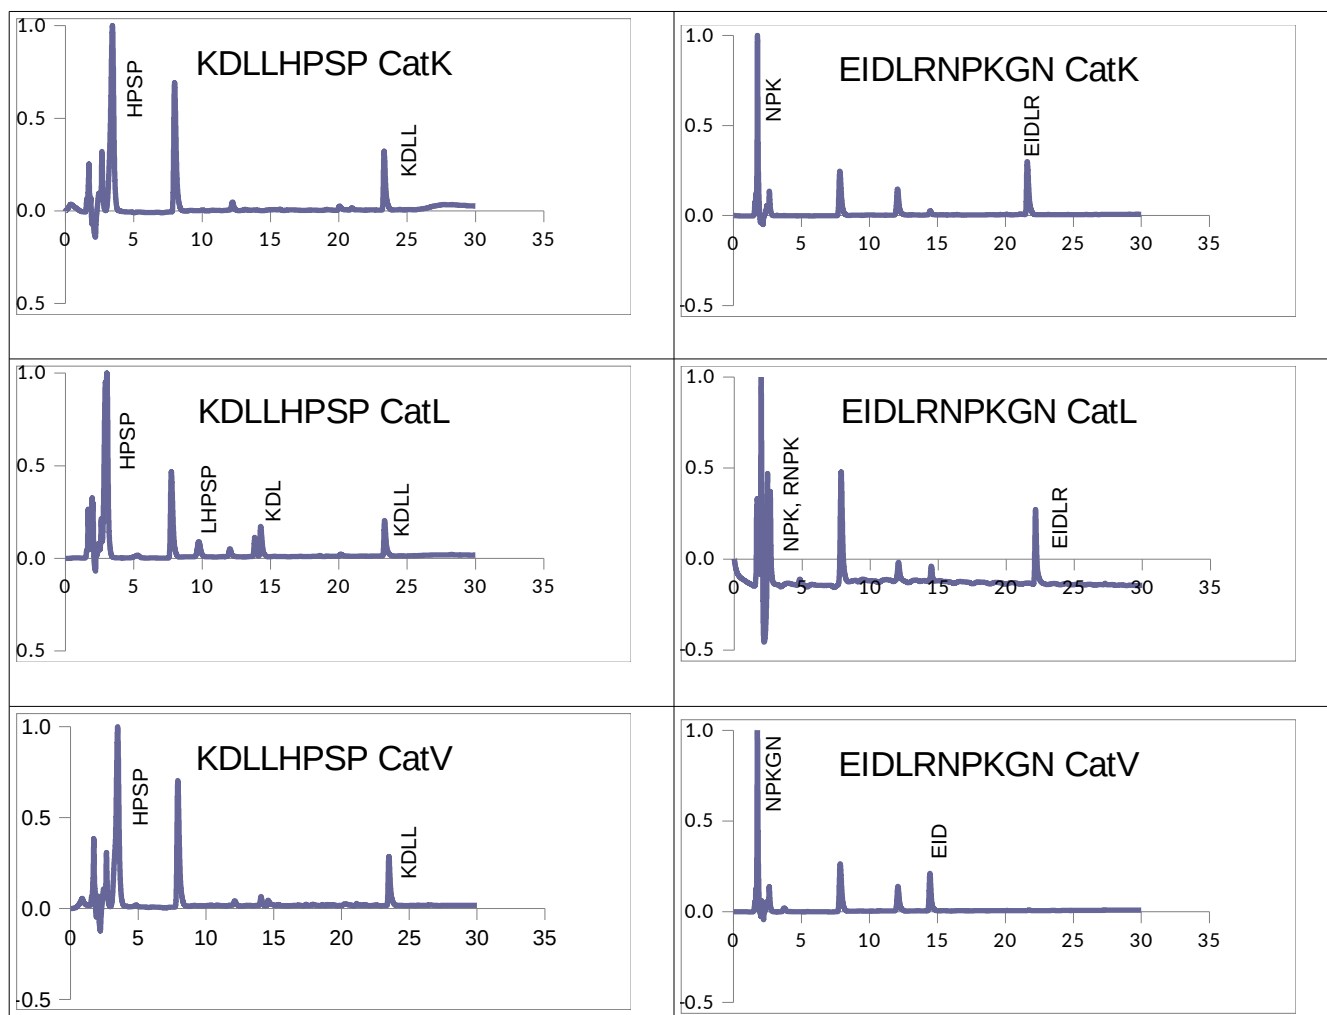 KDLLHPSP CatK
1.0
0.5
0.0
0.5
0 5 10 15 20 25 30 35
HPSP
KDLL
EIDLRNPKGN CatK
1.0
0.5
0.0
-0.5
0 5 10 15 20 25 30 35
NPK
EIDLR
KDLLHPSP CatL
1.0
0.5
0.0
0.5
0 5 10 15 20 25 30 35
HPSP
LHPSP
KDL
KDLL
EIDLRNPKGN CatL
1.0
0.5
0.0
-0.5
0 5 10 15 20 25 30 35
NPK, RNPK
EIDLR
KDLLHPSP CatV
1.0
0.5
0.0
-0.5
0 5 10 15 20 25 30 35
HPSP
KDLL
EIDLRNPKGN CatV
1.0
0.5
0.0
-0.5
0 5 10 15 20 25 30 35
NPKGN
EID